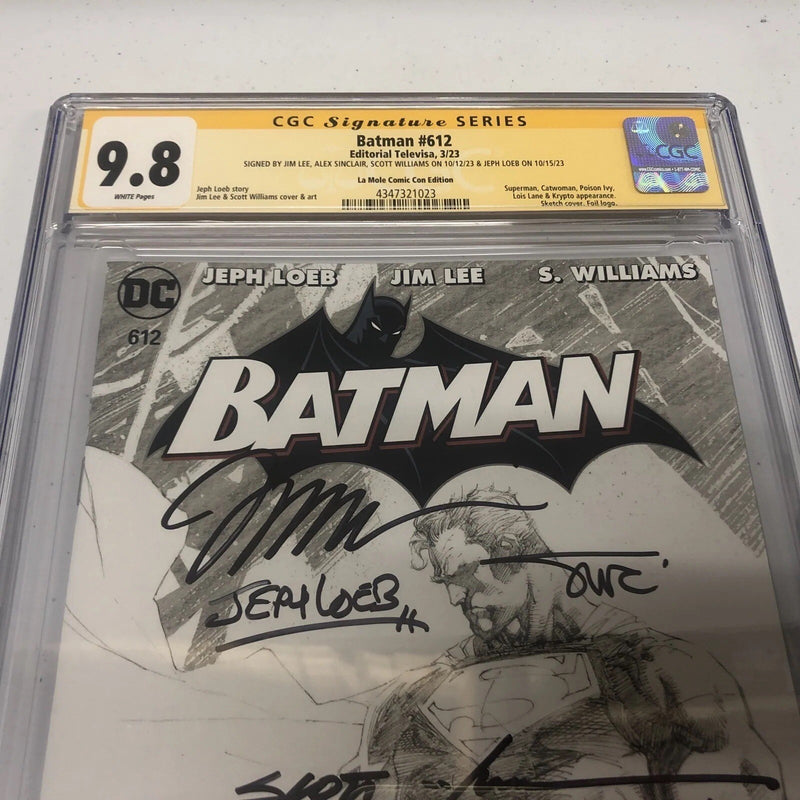 CGC Signature SERIES
9.8
WHITE Pages
Batman #612
Editorial Televisa, 3/23
SIGNED BY JIM LEE, ALEX SINCLAIR, SCOTT WILLIAMS ON 10/12/23 & JEPH LOEB ON 10/15/23
La Mole Comic Con Edition
4347321023
Jeph Loeb story
Jim Lee & Scott Williams cover & art
Superman, Catwoman, Poison Ivy,
Lois Lane & Krypto appearance.
Sketch cover. Foil logo.
CGC
DC
612
JEPH LOEB JIM LEE S. WILLIAMS
BATMAN
JEPH LOEB
SCOTT